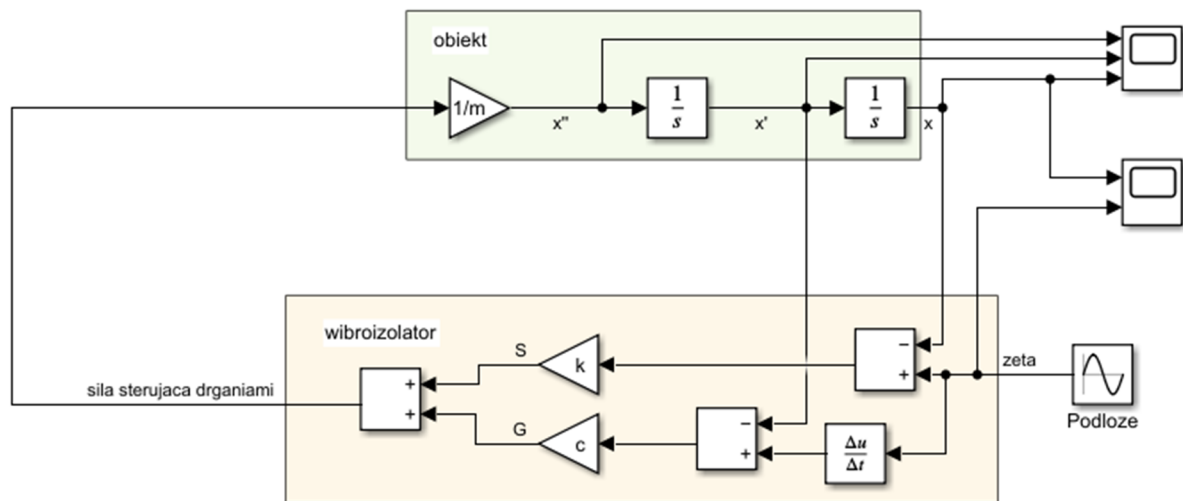 obiekt
1/m
x"
1
s
x'
1
s
x
wibroizolator
S
k
−
+
zeta
sila sterujaca drganiami
+
+
G
c
−
+
Δu
Δt
Podloze